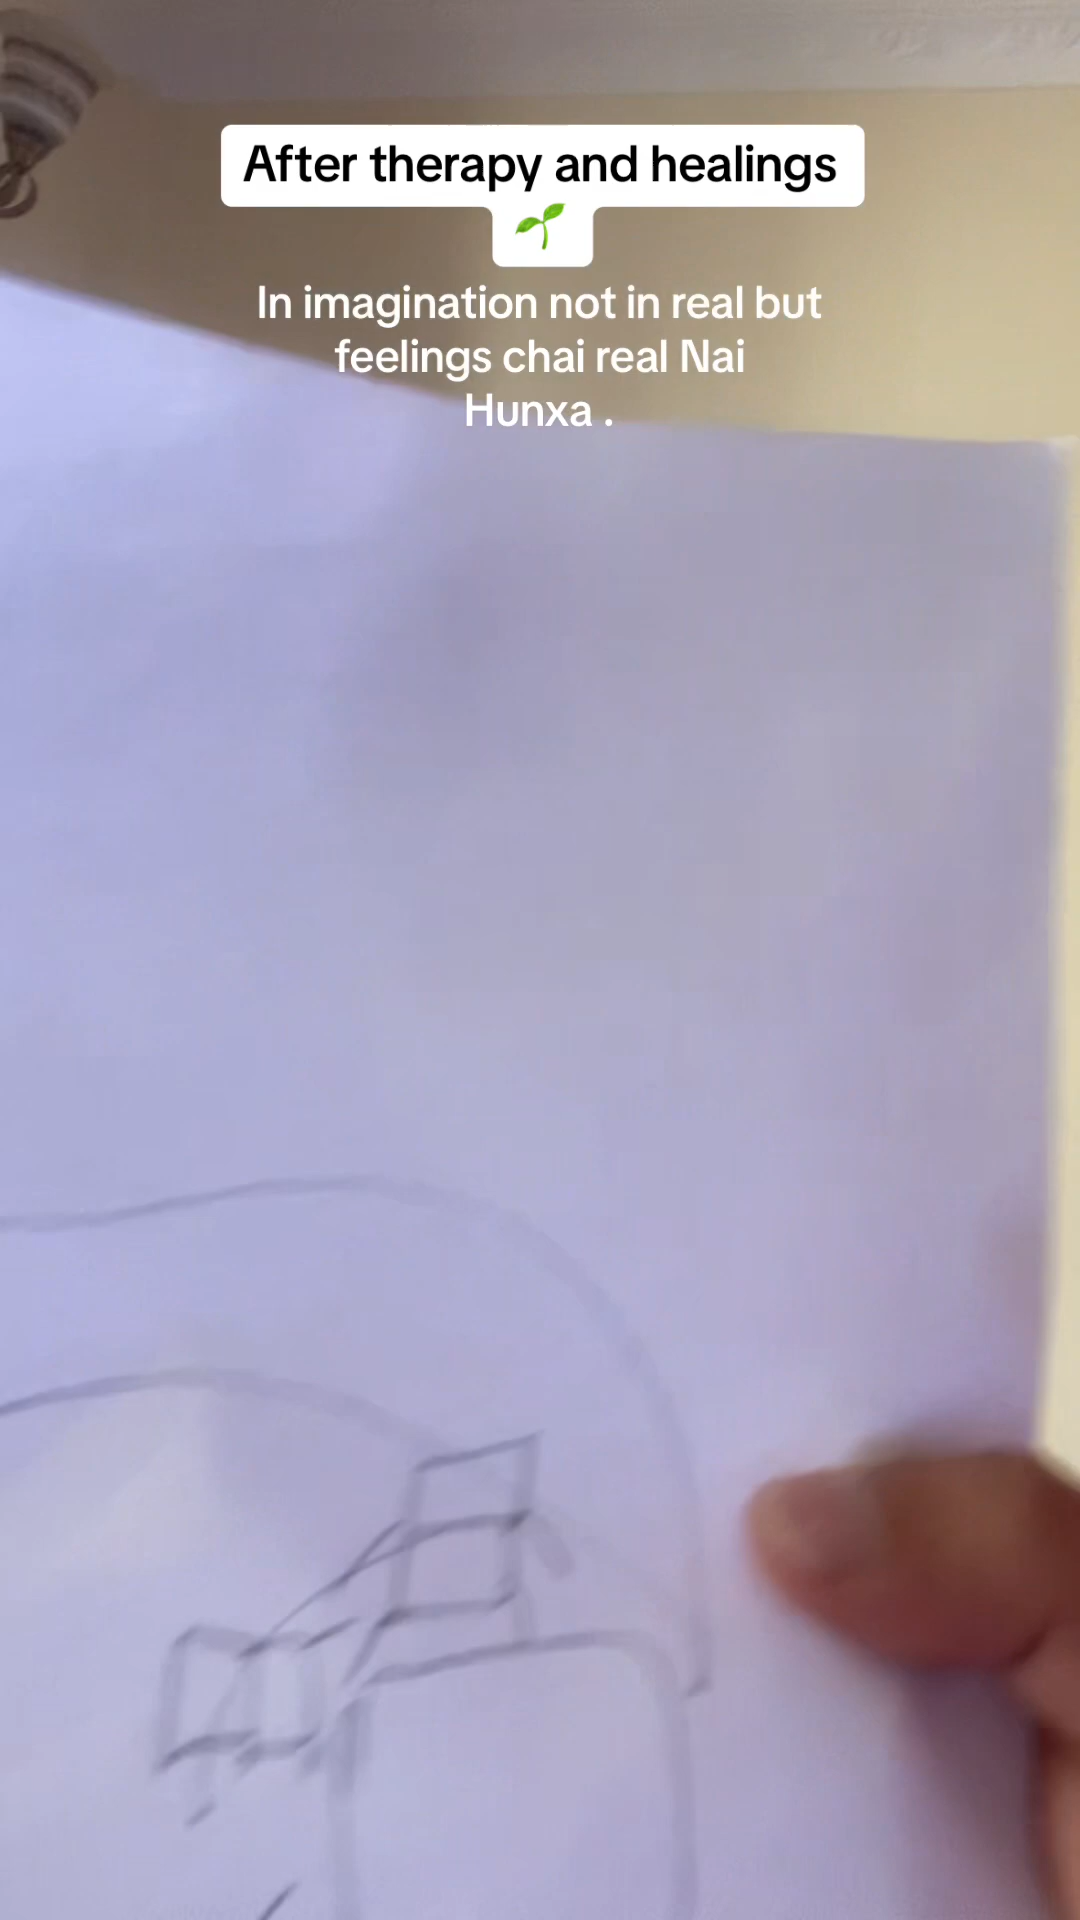 After therapy and healings
🌱
In imagination not in real but
feelings chai real Nai
Hunxa .